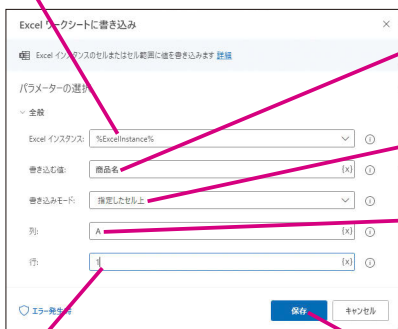 Excel ワークシートに書き込み
Excel インスタンスのセルまたはセル範囲に値を書き込みます 詳細
パラメーターの選択
全般
Excel インスタンス: %ExcelInstance%
書き込む値: 商品名 {x}
書き込みモード: 指定したセル上
列: A {x}
行: 1 {x}
エラー発生時
保存 キャンセル